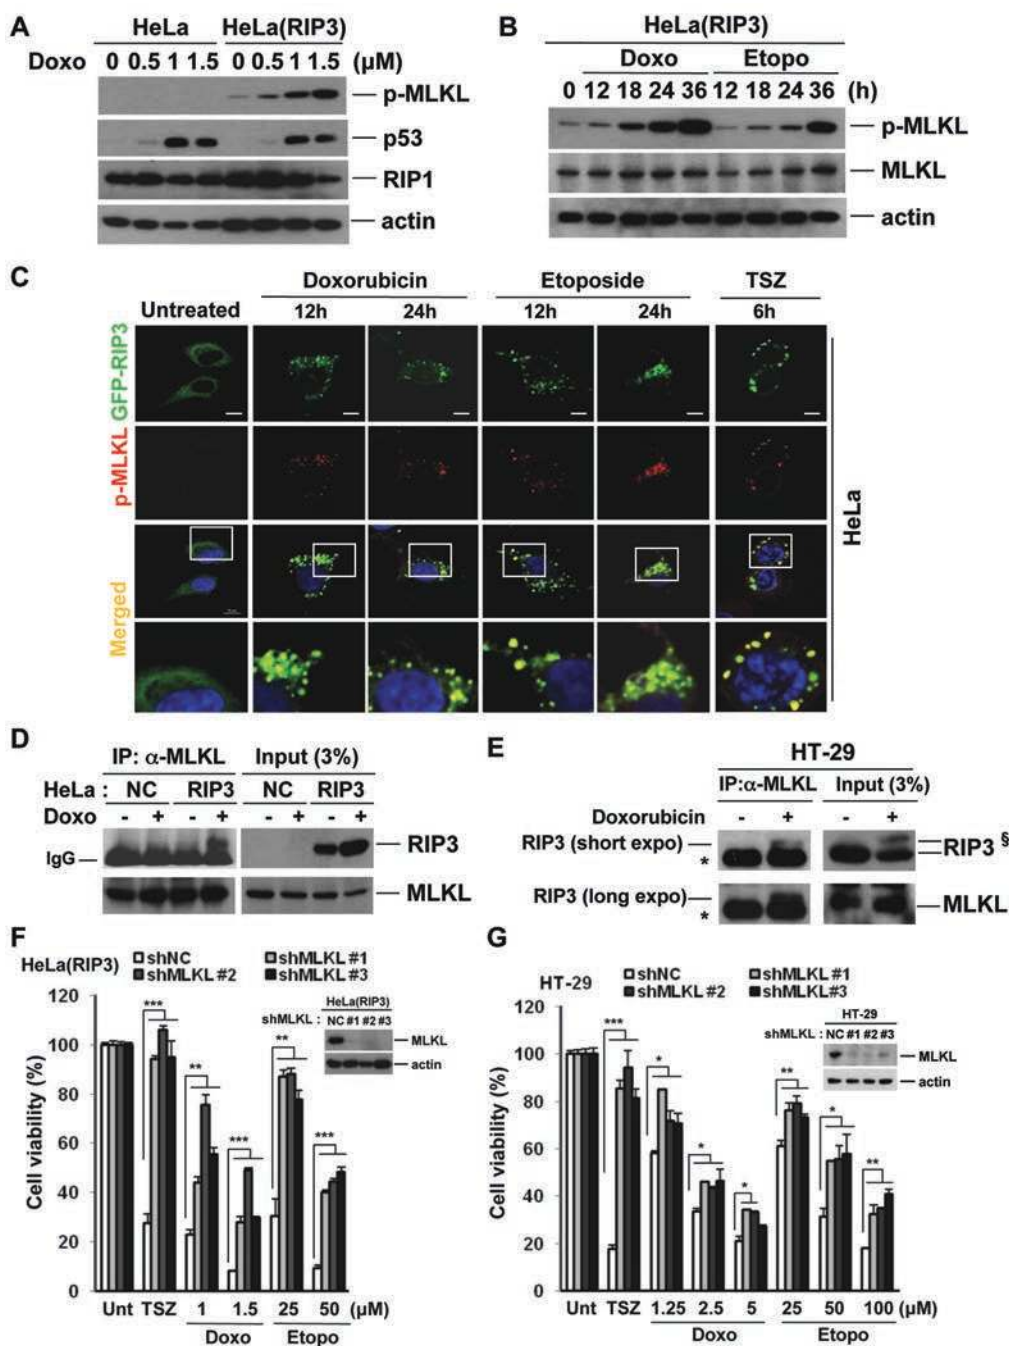 A
HeLa HeLa(RIP3)
Doxo 0 0.5 1 1.5 0 0.5 1 1.5 (µM)
p-MLKL
p53
RIP1
actin
B
HeLa(RIP3)
Doxo Etopo
0 12 18 24 36 12 18 24 36 (h)
p-MLKL
MLKL
actin
C
Doxorubicin Etoposide TSZ
Untreated 12h 24h 12h 24h 6h
GFP-RIP3
p-MLKL
Merged
HeLa
D
IP: α-MLKL Input (3%)
HeLa : NC RIP3 NC RIP3
Doxo - + - + - + - +
IgG
RIP3
MLKL
E
HT-29
IP:α-MLKL Input (3%)
Doxorubicin - + - +
RIP3 (short expo)
*
RIP3 §
RIP3 (long expo)
*
MLKL
F
HeLa(RIP3)
shNC shMLKL #1
shMLKL #2 shMLKL #3
HeLa(RIP3)
shMLKL : NC #1 #2 #3
MLKL
actin
Cell viability (%)
120
100
80
60
40
20
0
*** ** *** ** ***
Unt TSZ 1 1.5 25 50 (µM)
Doxo Etopo
G
HT-29
shNC shMLKL #1
shMLKL #2 shMLKL#3
HT-29
shMLKL : NC #1 #2 #3
MLKL
actin
Cell viability (%)
120
100
80
60
40
20
0
*** * * * ** * **
Unt TSZ 1.25 2.5 5 25 50 100 (µM)
Doxo Etopo